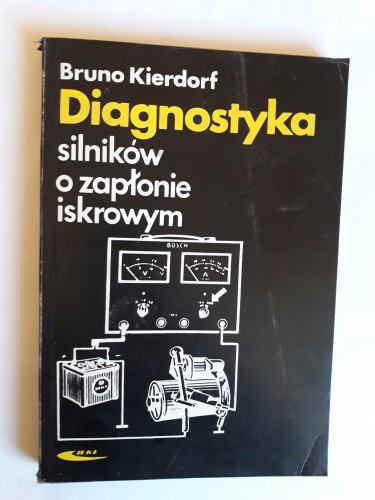 Bruno Kierdorf
Diagnostyka
silników
o zapłonie
iskrowym
BOSCH
V
A
WKŁ